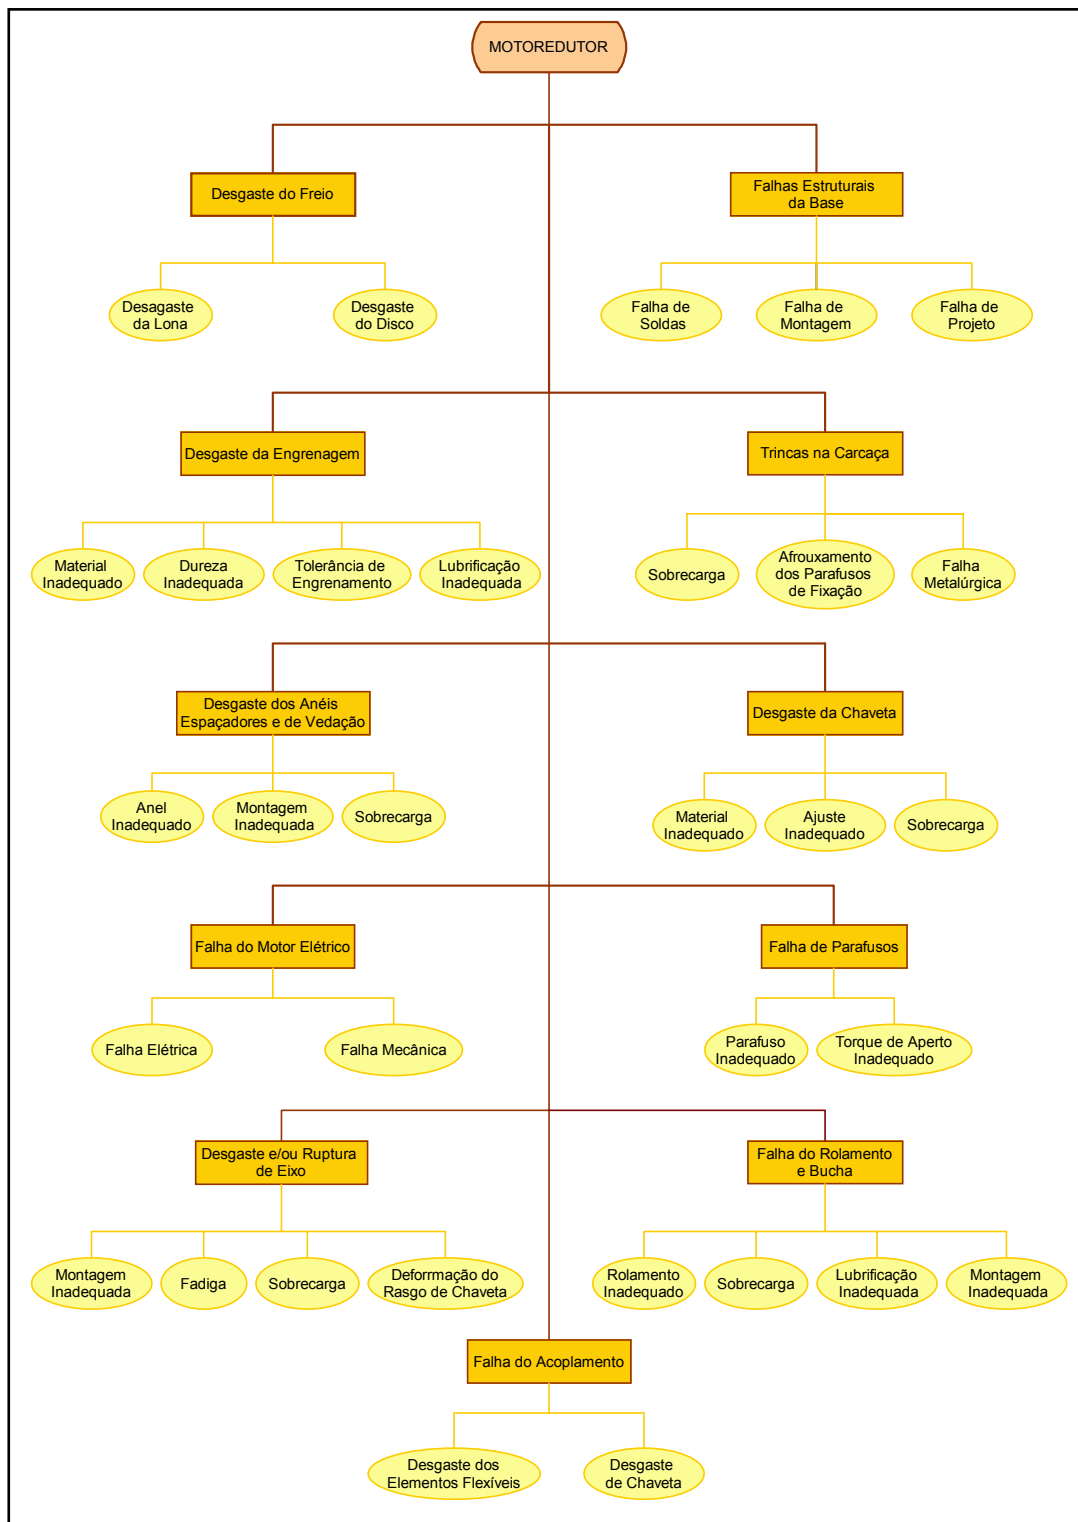 MOTOREDUTOR
Desgaste do Freio
Falhas Estruturais
da Base
Desagaste
da Lona
Desgaste
do Disco
Falha de
Soldas
Falha de
Montagem
Falha de
Projeto
Desgaste da Engrenagem
Trincas na Carcaça
Material
Inadequado
Dureza
Inadequada
Tolerância de
Engrenamento
Lubrificação
Inadequada
Sobrecarga
Afrouxamento
dos Parafusos
de Fixação
Falha
Metalúrgica
Desgaste dos Anéis
Espaçadores e de Vedação
Desgaste da Chaveta
Anel
Inadequado
Montagem
Inadequada
Sobrecarga
Material
Inadequado
Ajuste
Inadequado
Sobrecarga
Falha do Motor Elétrico
Falha de Parafusos
Falha Elétrica
Falha Mecânica
Parafuso
Inadequado
Torque de Aperto
Inadequado
Desgaste e/ou Ruptura
de Eixo
Falha do Rolamento
e Bucha
Montagem
Inadequada
Fadiga
Sobrecarga
Deforrmação do
Rasgo de Chaveta
Rolamento
Inadequado
Sobrecarga
Lubrificação
Inadequada
Montagem
Inadequada
Falha do Acoplamento
Desgaste dos
Elementos Flexíveis
Desgaste
de Chaveta